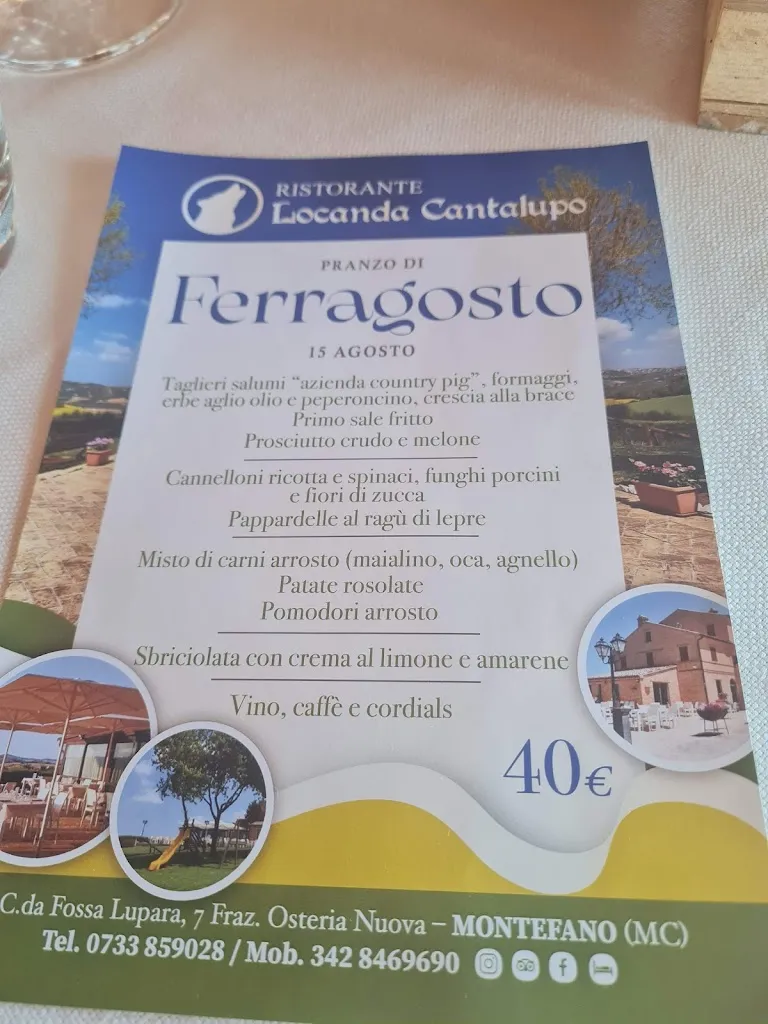 RISTORANTE
Locanda Cantalupo
PRANZO DI
Ferragosto
15 AGOSTO
Taglieri salumi “azienda country pig”, formaggi,
erbe aglio olio e peperoncino, crescia alla brace
Primo sale fritto
Prosciutto crudo e melone
Cannelloni ricotta e spinaci, funghi porcini
e fiori di zucca
Pappardelle al ragù di lepre
Misto di carni arrosto (maialino, oca, agnello)
Patate rosolate
Pomodori arrosto
Sbriciolata con crema al limone e amarene
Vino, caffè e cordials
40€
C.da Fossa Lupara, 7 Fraz. Osteria Nuova – MONTEFANO (MC)
Tel. 0733 859028 / Mob. 342 8469690